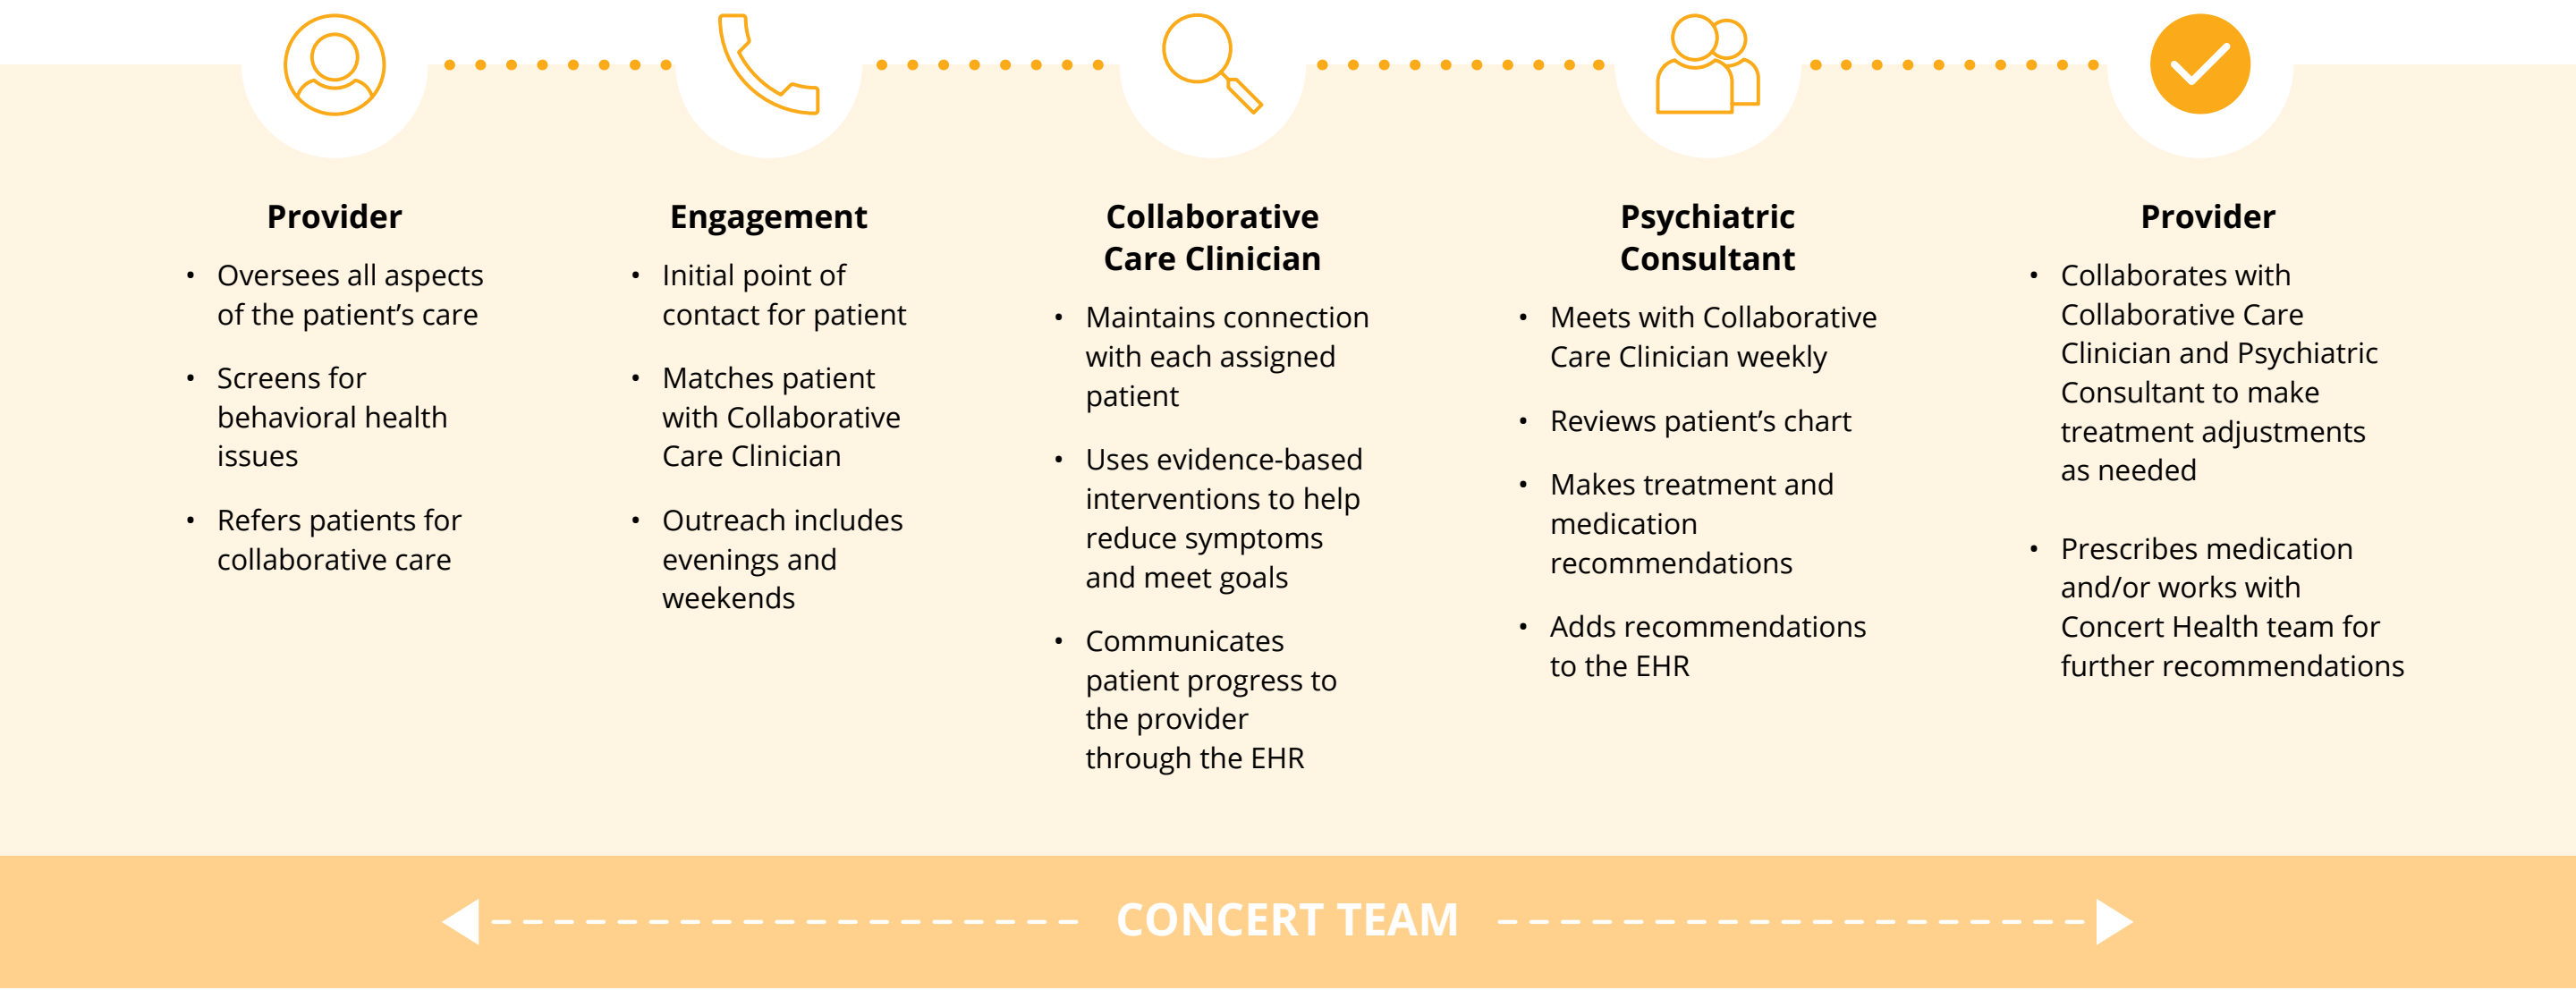 Provider
• Oversees all aspects
of the patient’s care
• Screens for
behavioral health
issues
• Refers patients for
collaborative care
Engagement
• Initial point of
contact for patient
• Matches patient
with Collaborative
Care Clinician
• Outreach includes
evenings and
weekends
Collaborative
Care Clinician
• Maintains connection
with each assigned
patient
• Uses evidence-based
interventions to help
reduce symptoms
and meet goals
• Communicates
patient progress to
the provider
through the EHR
Psychiatric
Consultant
• Meets with Collaborative
Care Clinician weekly
• Reviews patient’s chart
• Makes treatment and
medication
recommendations
• Adds recommendations
to the EHR
Provider
• Collaborates with
Collaborative Care
Clinician and Psychiatric
Consultant to make
treatment adjustments
as needed
• Prescribes medication
and/or works with
Concert Health team for
further recommendations
CONCERT TEAM